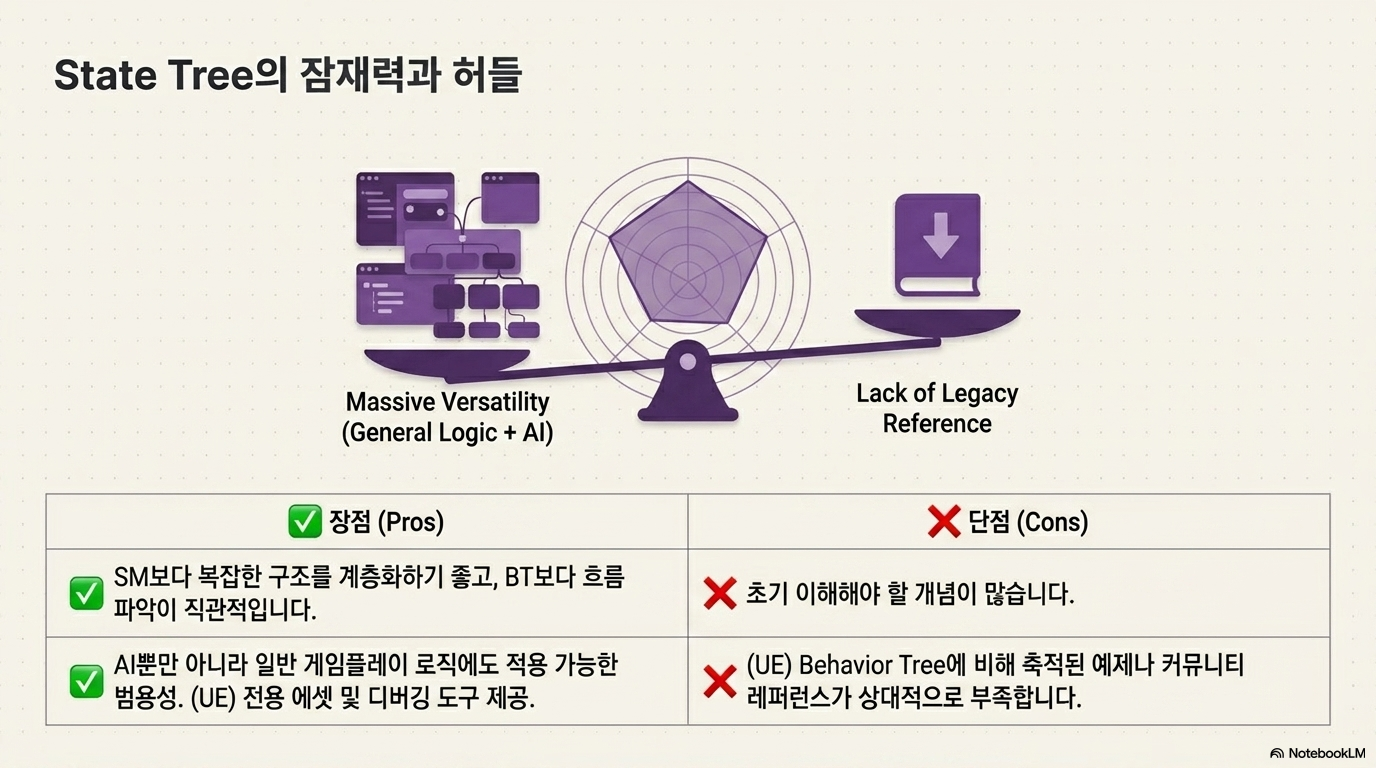 State Tree의 잠재력과 허들
Massive Versatility
(General Logic + AI)
Lack of Legacy
Reference
✅ 장점 (Pros)
❌ 단점 (Cons)
✅ SM보다 복잡한 구조를 계층화하기 좋고, BT보다 흐름
파악이 직관적입니다.
❌ 초기 이해해야 할 개념이 많습니다.
✅ AI뿐만 아니라 일반 게임플레이 로직에도 적용 가능한
범용성. (UE) 전용 에셋 및 디버깅 도구 제공.
❌ (UE) Behavior Tree에 비해 축적된 예제나 커뮤니티
레퍼런스가 상대적으로 부족합니다.
NotebookLM